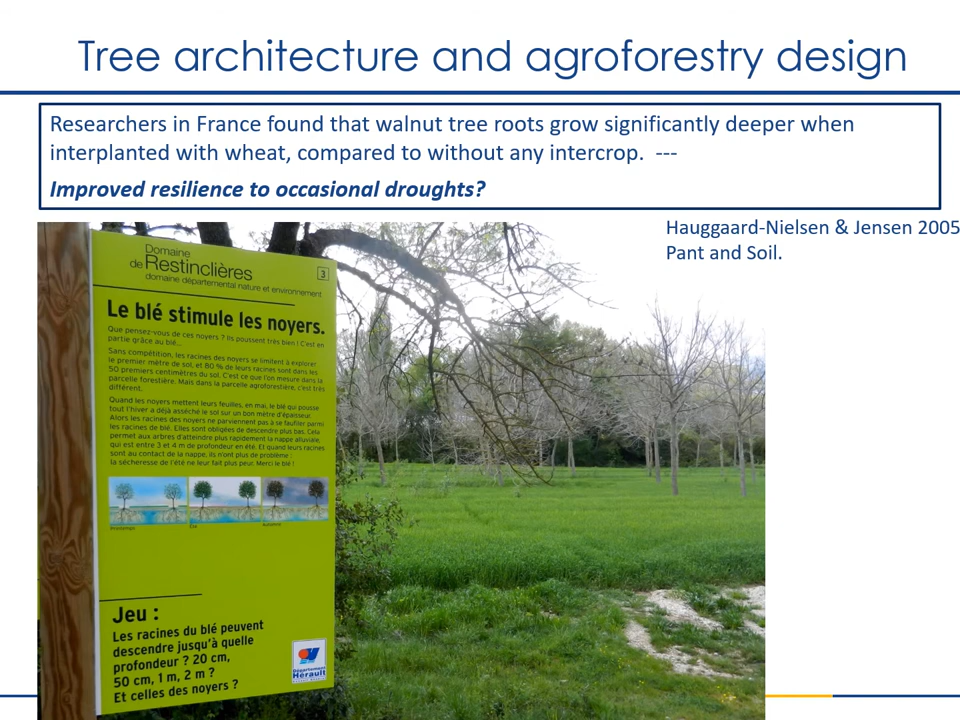 Tree architecture and agroforestry design
Researchers in France found that walnut tree roots grow significantly deeper when
interplanted with wheat, compared to without any intercrop.  ---
Improved resilience to occasional droughts?
Hauggaard-Nielsen & Jensen 2005
Pant and Soil.
Domaine
de Restinclières
domaine départemental nature et environnement
3
Le blé stimule les noyers.
Que pensez-vous de ces noyers ? Ils poussent très bien ! C'est en
partie grâce au blé...
Sans compétition, les racines des noyers se limitent à explorer
le premier mètre de sol, et 80 % de leurs racines sont dans les
50 premiers centimètres du sol. C'est ce que l'on mesure dans la
parcelle forestière. Mais dans la parcelle agroforestière, c'est très
différent.
Quand les noyers mettent leurs feuilles, en mai, le blé qui pousse
tout l'hiver a déjà asséché le sol sur un bon mètre d'épaisseur.
Alors les racines des noyers ne parviennent pas à se faufiler parmi
les racines de blé. Elles sont obligées de descendre plus bas. Cela
permet aux arbres d'atteindre plus rapidement la nappe alluviale,
qui est entre 3 et 4 m de profondeur en été. Et quand leurs racines
sont au contact de la nappe, ils n'ont plus de problème :
la sécheresse de l'été ne leur fait plus peur. Merci le blé !
Printemps
Eté
Automne
Jeu :
Les racines du blé peuvent
descendre jusqu'à quelle
profondeur ? 20 cm,
50 cm, 1 m, 2 m ?
Et celles des noyers ?
Département
Hérault